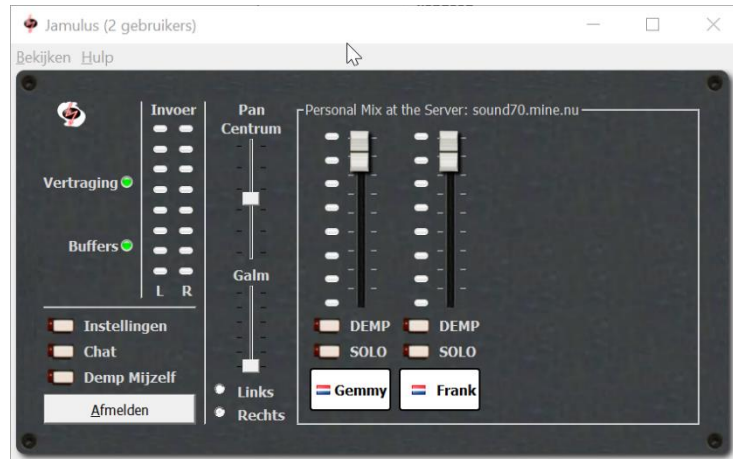 Jamulus (2 gebruikers)
Bekijken Hulp
Invoer
Pan
Centrum
Personal Mix at the Server: sound70.mine.nu
Vertraging
Buffers
L R
Galm
Instellingen
Chat
Demp Mijzelf
Afmelden
Links
Rechts
DEMP DEMP
SOLO SOLO
Gemmy Frank